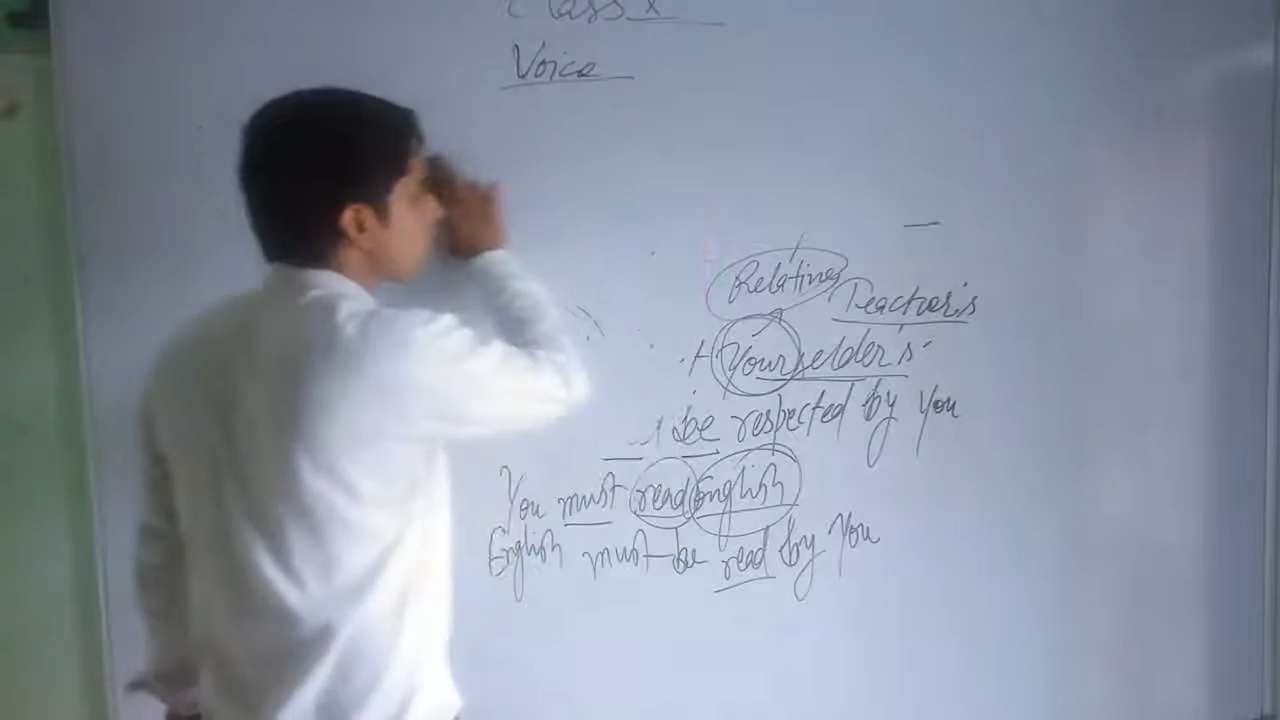 Class X
Voice
Relatives
Teacher's
Your elder's.
be respected by You
You must read English
English must be read by You